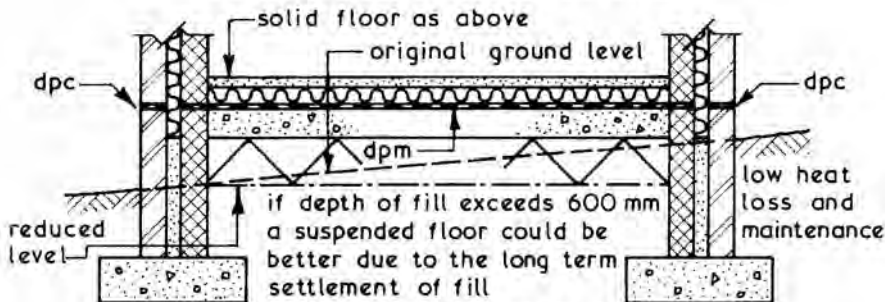 solid floor as above
original ground level
dpc
dpc
dpm
low heat
loss and
maintenance
reduced
level
if depth of fill exceeds 600 mm
a suspended floor could be
better due to the long term
settlement of fill